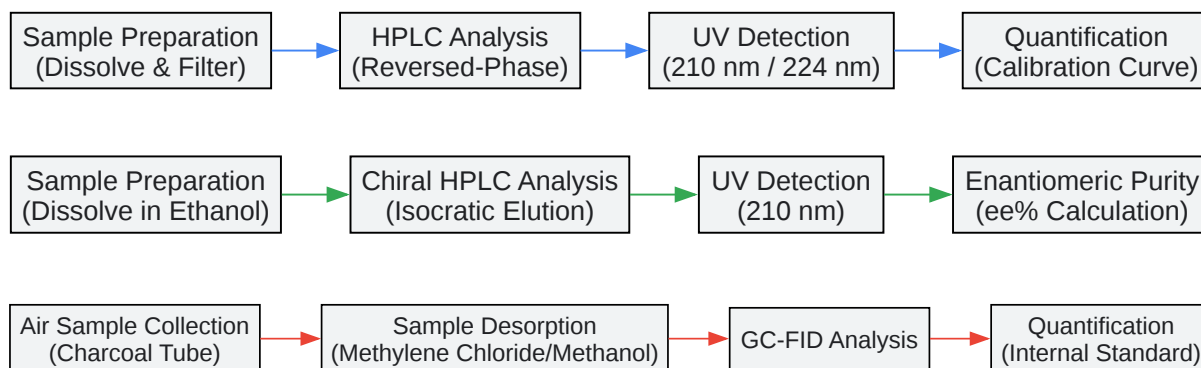 Sample Preparation
(Dissolve & Filter)
HPLC Analysis
(Reversed-Phase)
UV Detection
(210 nm / 224 nm)
Quantification
(Calibration Curve)
Sample Preparation
(Dissolve in Ethanol)
Chiral HPLC Analysis
(Isocratic Elution)
UV Detection
(210 nm)
Enantiomeric Purity
(ee% Calculation)
Air Sample Collection
(Charcoal Tube)
Sample Desorption
(Methylene Chloride/Methanol)
GC-FID Analysis
Quantification
(Internal Standard)